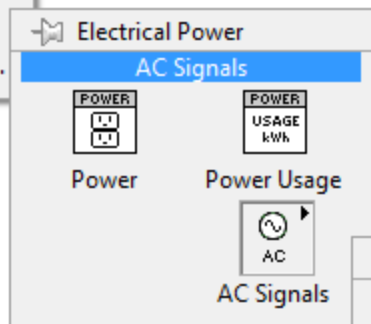 Electrical Power
AC Signals
POWER
POWER
USAGE
kWh
Power
Power Usage
AC
AC Signals